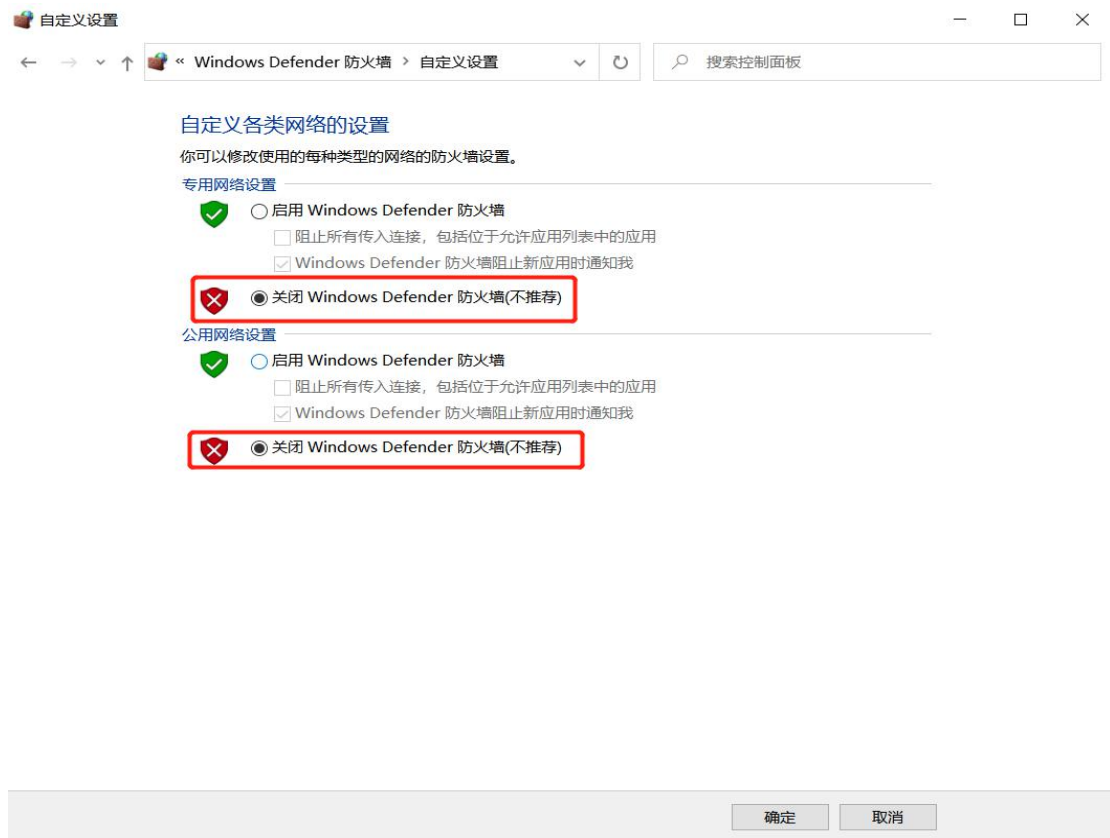 自定义设置
« Windows Defender 防火墙 > 自定义设置
搜索控制面板
自定义各类网络的设置
你可以修改使用的每种类型的网络的防火墙设置。
专用网络设置
启用 Windows Defender 防火墙
阻止所有传入连接，包括位于允许应用列表中的应用
Windows Defender 防火墙阻止新应用时通知我
关闭 Windows Defender 防火墙(不推荐)
公用网络设置
启用 Windows Defender 防火墙
阻止所有传入连接，包括位于允许应用列表中的应用
Windows Defender 防火墙阻止新应用时通知我
关闭 Windows Defender 防火墙(不推荐)
确定
取消